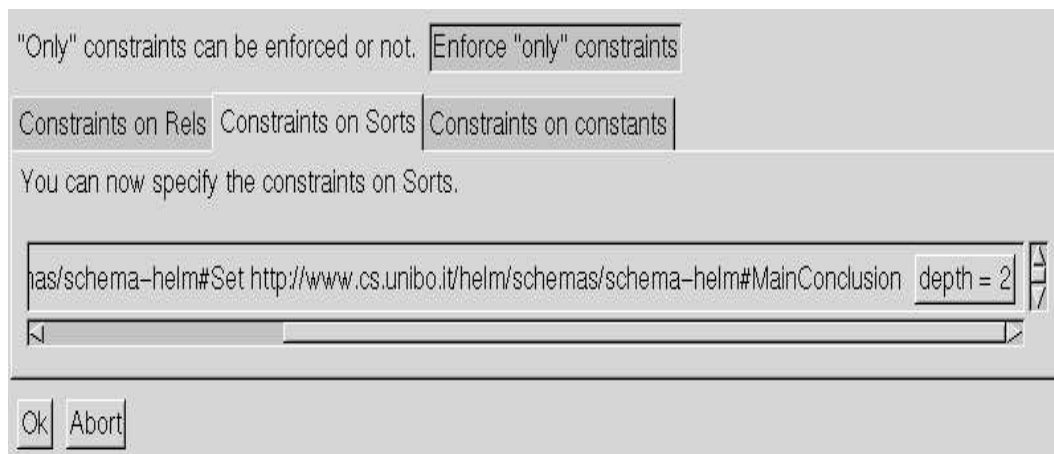 "Only" constraints can be enforced or not. Enforce "only" constraints
Constraints on Rels Constraints on Sorts Constraints on constants
You can now specify the constraints on Sorts.
as/schema-helm#Set http://www.cs.unibo.it/helm/schemas/schema-helm#MainConclusion depth = 2
Ok Abort